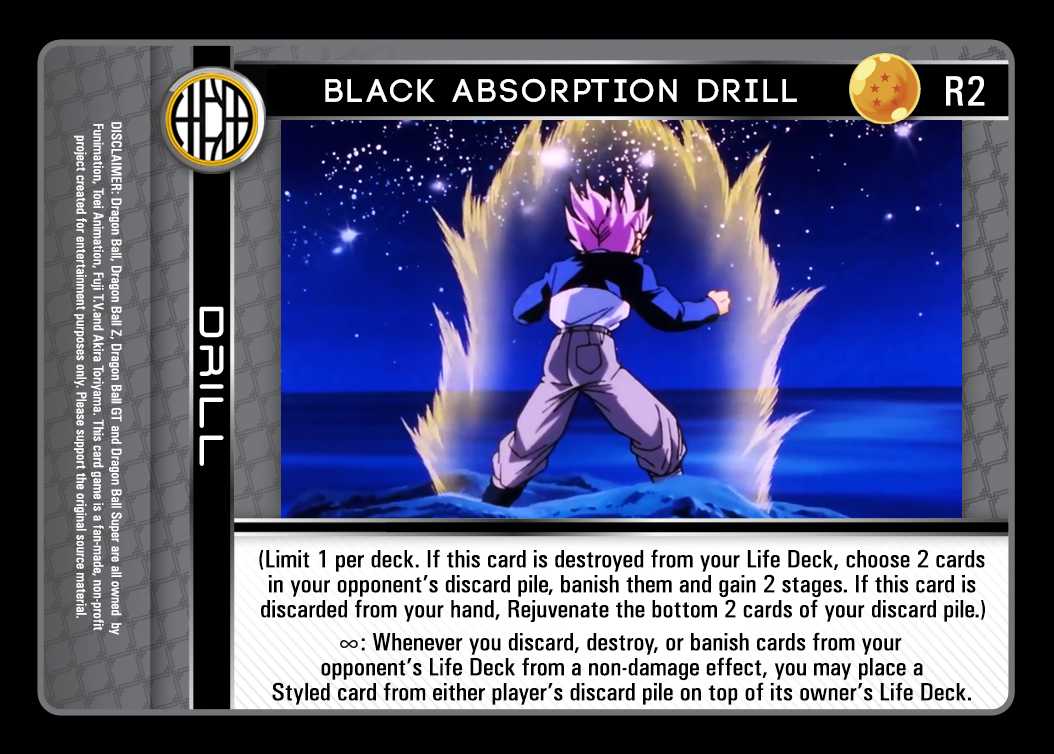 BLACK ABSORPTION DRILL
R2
DRILL
DISCLAIMER: Dragon Ball, Dragon Ball Z, Dragon Ball GT and Dragon Ball Super are all owned by
Funimation, Toei Animation, Fuji T.V.and Akira Toriyama. This card game is a fan-made, non-profit
project created for entertainment purposes only. Please support the original source material.
(Limit 1 per deck. If this card is destroyed from your Life Deck, choose 2 cards
in your opponent's discard pile, banish them and gain 2 stages. If this card is
discarded from your hand, Rejuvenate the bottom 2 cards of your discard pile.)
∞: Whenever you discard, destroy, or banish cards from your
opponent's Life Deck from a non-damage effect, you may place a
Styled card from either player's discard pile on top of its owner's Life Deck.